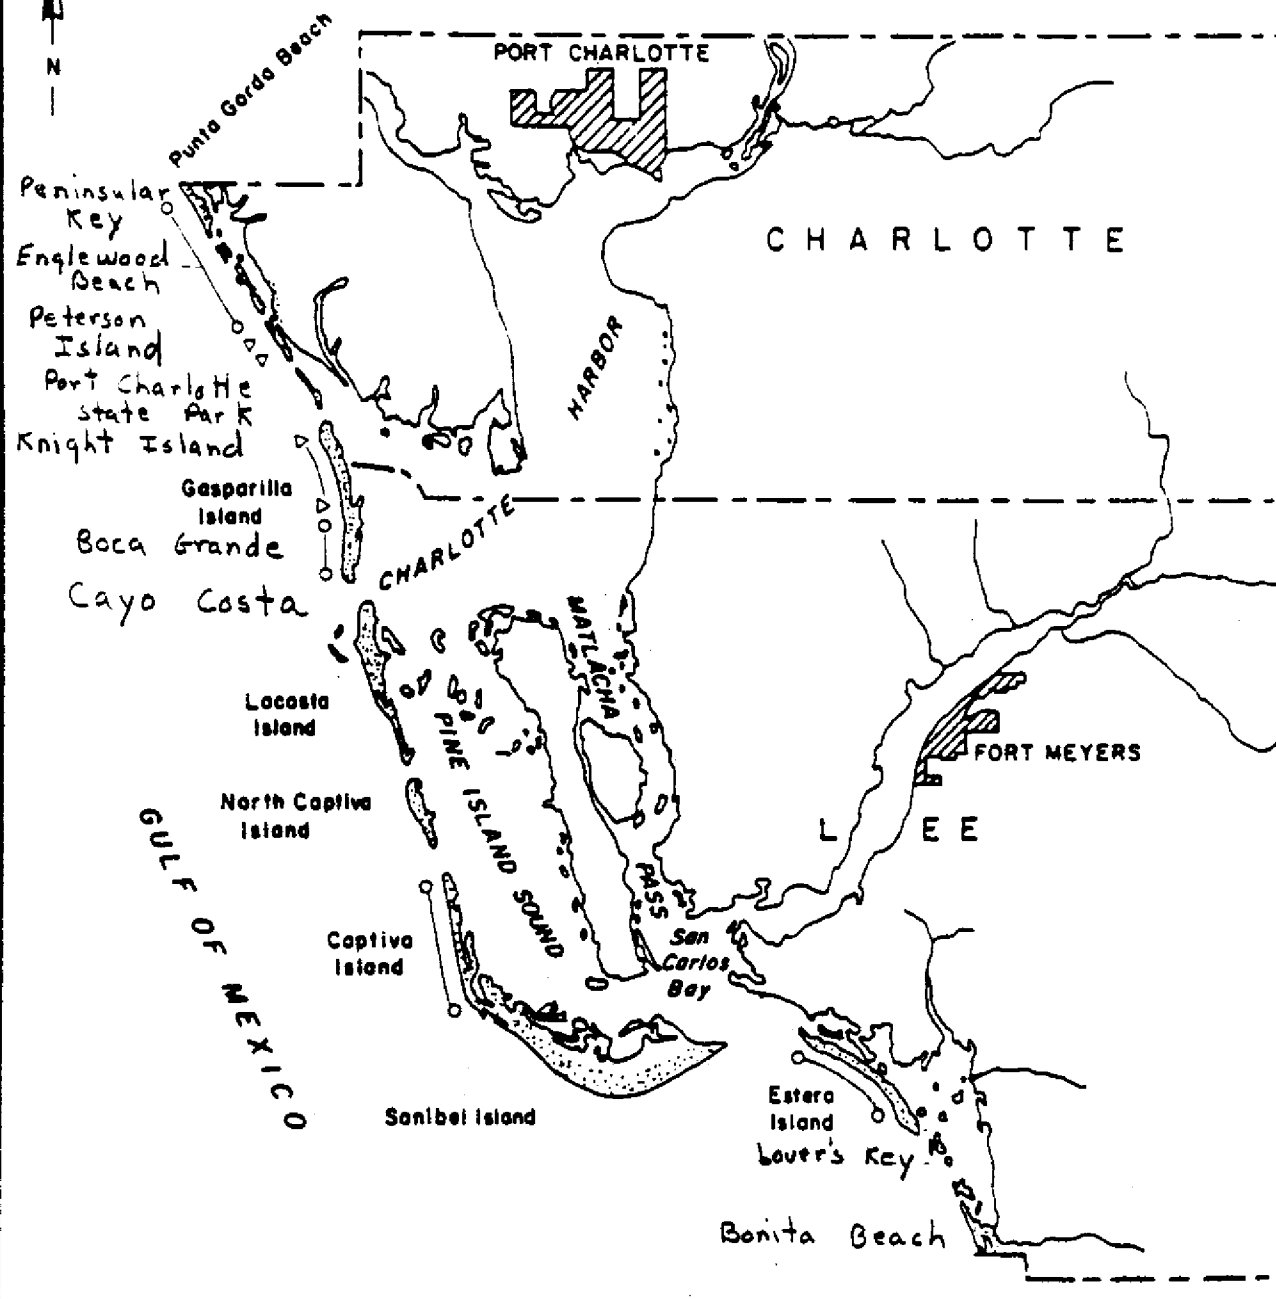 N
Punta Gorda Beach
PORT CHARLOTTE
Peninsular
Key
Englewood
Beach
CHARLOTTE
Peterson
Island
HARBOR
Port Charlotte
State Park
Knight Island
Gasparilla
Island
CHARLOTTE
Boca Grande
Cayo Costa
MATLACHA
Lacosta
Island
PINE ISLAND SOUND
FORT MEYERS
North Captiva
Island
LEE
GULF OF MEXICO
PASS
Captiva
Island
San
Carlos
Bay
Sanibel Island
Estero
Island
Lover's Key
Bonita Beach